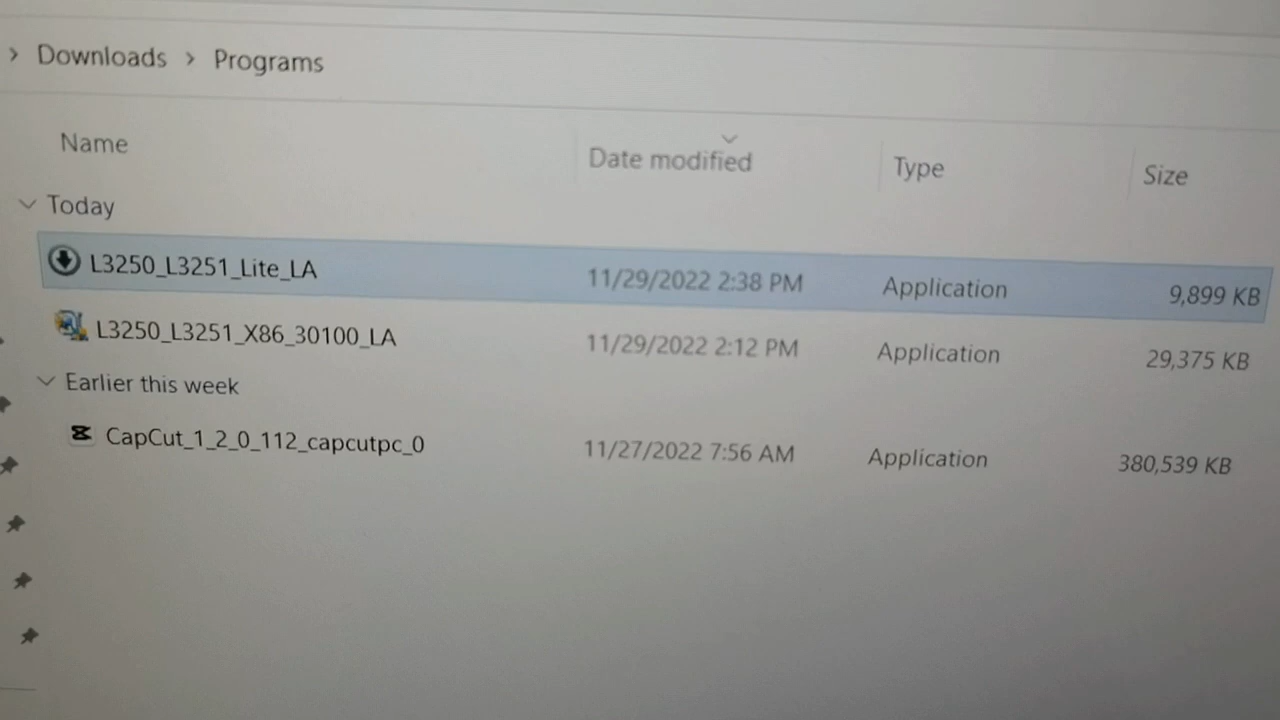 Downloads > Programs
Name Date modified Type Size
Today
L3250_L3251_Lite_LA 11/29/2022 2:38 PM Application 9,899 KB
L3250_L3251_X86_30100_LA 11/29/2022 2:12 PM Application 29,375 KB
Earlier this week
CapCut_1_2_0_112_capcutpc_0 11/27/2022 7:56 AM Application 380,539 KB